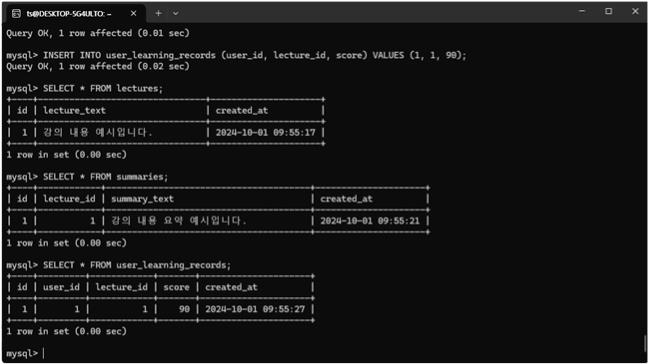 ts@DESKTOP-SG4ULTO: ~
Query OK, 1 row affected (0.01 sec)
mysql> INSERT INTO user_learning_records (user_id, lecture_id, score) VALUES (1, 1, 90);
Query OK, 1 row affected (0.02 sec)
mysql> SELECT * FROM lectures;
+----+--------------------------------+---------------------+
| id | lecture_text | created_at |
+----+--------------------------------+---------------------+
| 1 | 강의 내용 예시입니다. | 2024-10-01 09:55:17 |
+----+--------------------------------+---------------------+
1 row in set (0.00 sec)
mysql> SELECT * FROM summaries;
+----+------------+---------------------------------------+---------------------+
| id | lecture_id | summary_text | created_at |
+----+------------+---------------------------------------+---------------------+
| 1 | 1 | 강의 내용 요약 예시입니다. | 2024-10-01 09:55:21 |
+----+------------+---------------------------------------+---------------------+
1 row in set (0.00 sec)
mysql> SELECT * FROM user_learning_records;
+----+---------+------------+-------+---------------------+
| id | user_id | lecture_id | score | created_at |
+----+---------+------------+-------+---------------------+
| 1 | 1 | 1 | 90 | 2024-10-01 09:55:27 |
+----+---------+------------+-------+---------------------+
1 row in set (0.00 sec)
mysql>